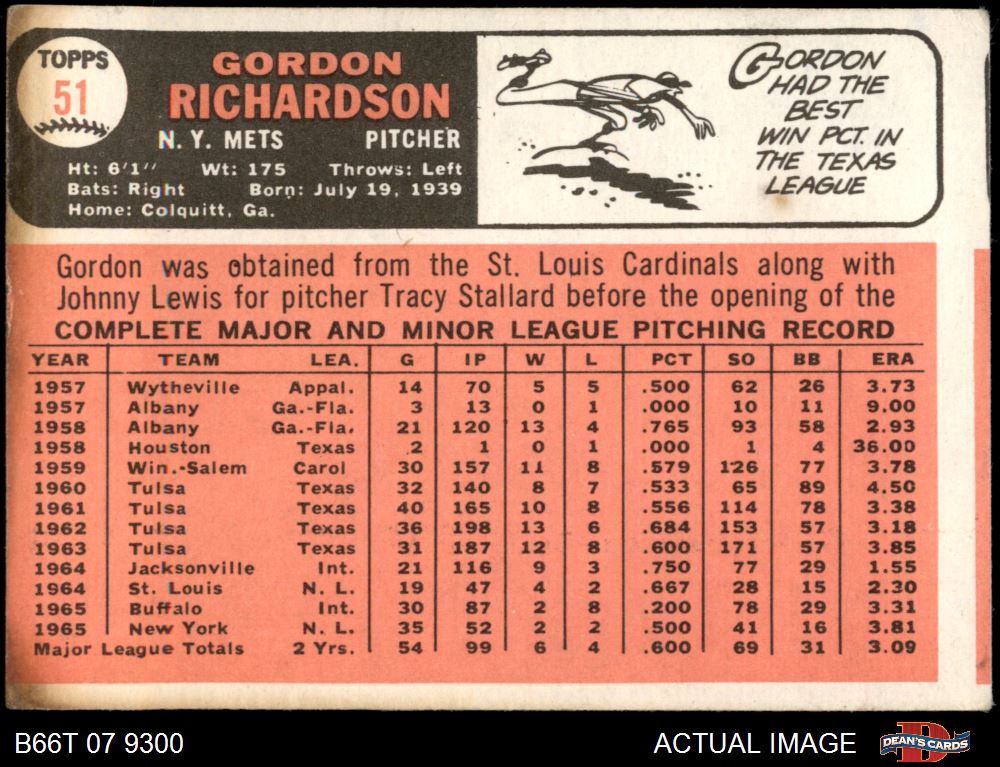 TOPPS
51
GORDON
RICHARDSON
N. Y. METS PITCHER
Ht: 6'1" Wt: 175 Throws: Left
Bats: Right Born: July 19, 1939
Home: Colquitt, Ga.
GORDON
HAD THE
BEST
WIN PCT. IN
THE TEXAS
LEAGUE
Gordon was obtained from the St. Louis Cardinals along with
Johnny Lewis for pitcher Tracy Stallard before the opening of the
COMPLETE MAJOR AND MINOR LEAGUE PITCHING RECORD
YEAR TEAM LEA. G IP W L PCT SO BB ERA
1957 Wytheville Appal. 14 70 5 5 .500 62 26 3.73
1957 Albany Ga.-Fla. 3 13 0 1 .000 10 11 9.00
1958 Albany Ga.-Fla. 21 120 13 4 .765 93 58 2.93
1958 Houston Texas 2 1 0 1 .000 1 4 36.00
1959 Win.-Salem Carol 30 157 11 8 .579 126 77 3.78
1960 Tulsa Texas 32 140 8 7 .533 65 89 4.50
1961 Tulsa Texas 40 165 10 8 .556 114 78 3.38
1962 Tulsa Texas 36 198 13 6 .684 153 57 3.18
1963 Tulsa Texas 31 187 12 8 .600 171 57 3.85
1964 Jacksonville Int. 21 116 9 3 .750 77 29 1.55
1964 St. Louis N. L. 19 47 4 2 .667 28 15 2.30
1965 Buffalo Int. 30 87 2 8 .200 78 29 3.31
1965 New York N. L. 35 52 2 2 .500 41 16 3.81
Major League Totals 2 Yrs. 54 99 6 4 .600 69 31 3.09
B66T 07 9300 ACTUAL IMAGE
D
DEAN'S CARDS